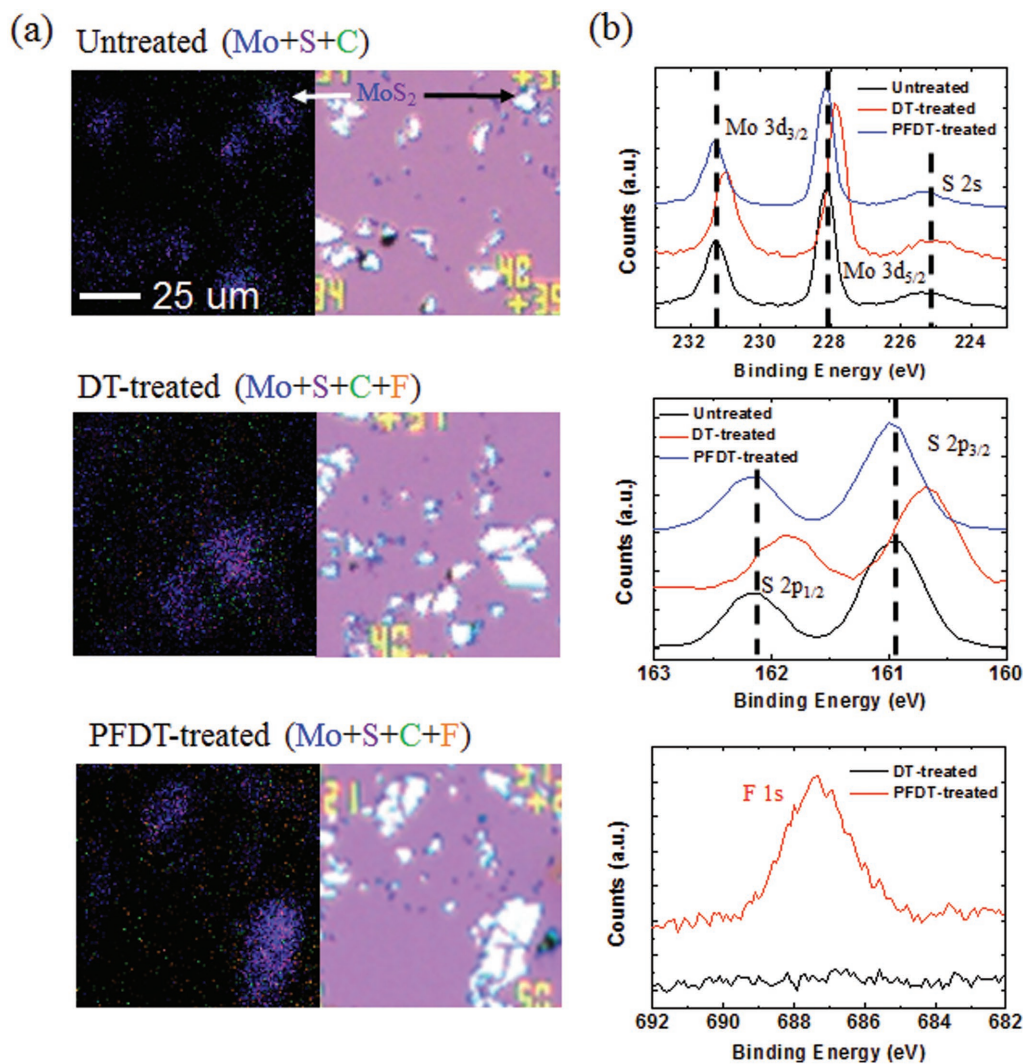 (a)
Untreated (Mo+S+C)
MoS₂
25 um
48
+35
DT-treated (Mo+S+C+F)
PFDT-treated (Mo+S+C+F)
(b)
Untreated
DT-treated
PFDT-treated
Mo 3d3/2
S 2s
Mo 3d5/2
Counts (a.u.)
232 230 228 226 224
Binding Energy (eV)
Untreated
DT-treated
PFDT-treated
S 2p3/2
S 2p1/2
Counts (a.u.)
163 162 161 160
Binding Energy (eV)
DT-treated
PFDT-treated
F 1s
Counts (a.u.)
692 690 688 686 684 682
Binding Energy (eV)